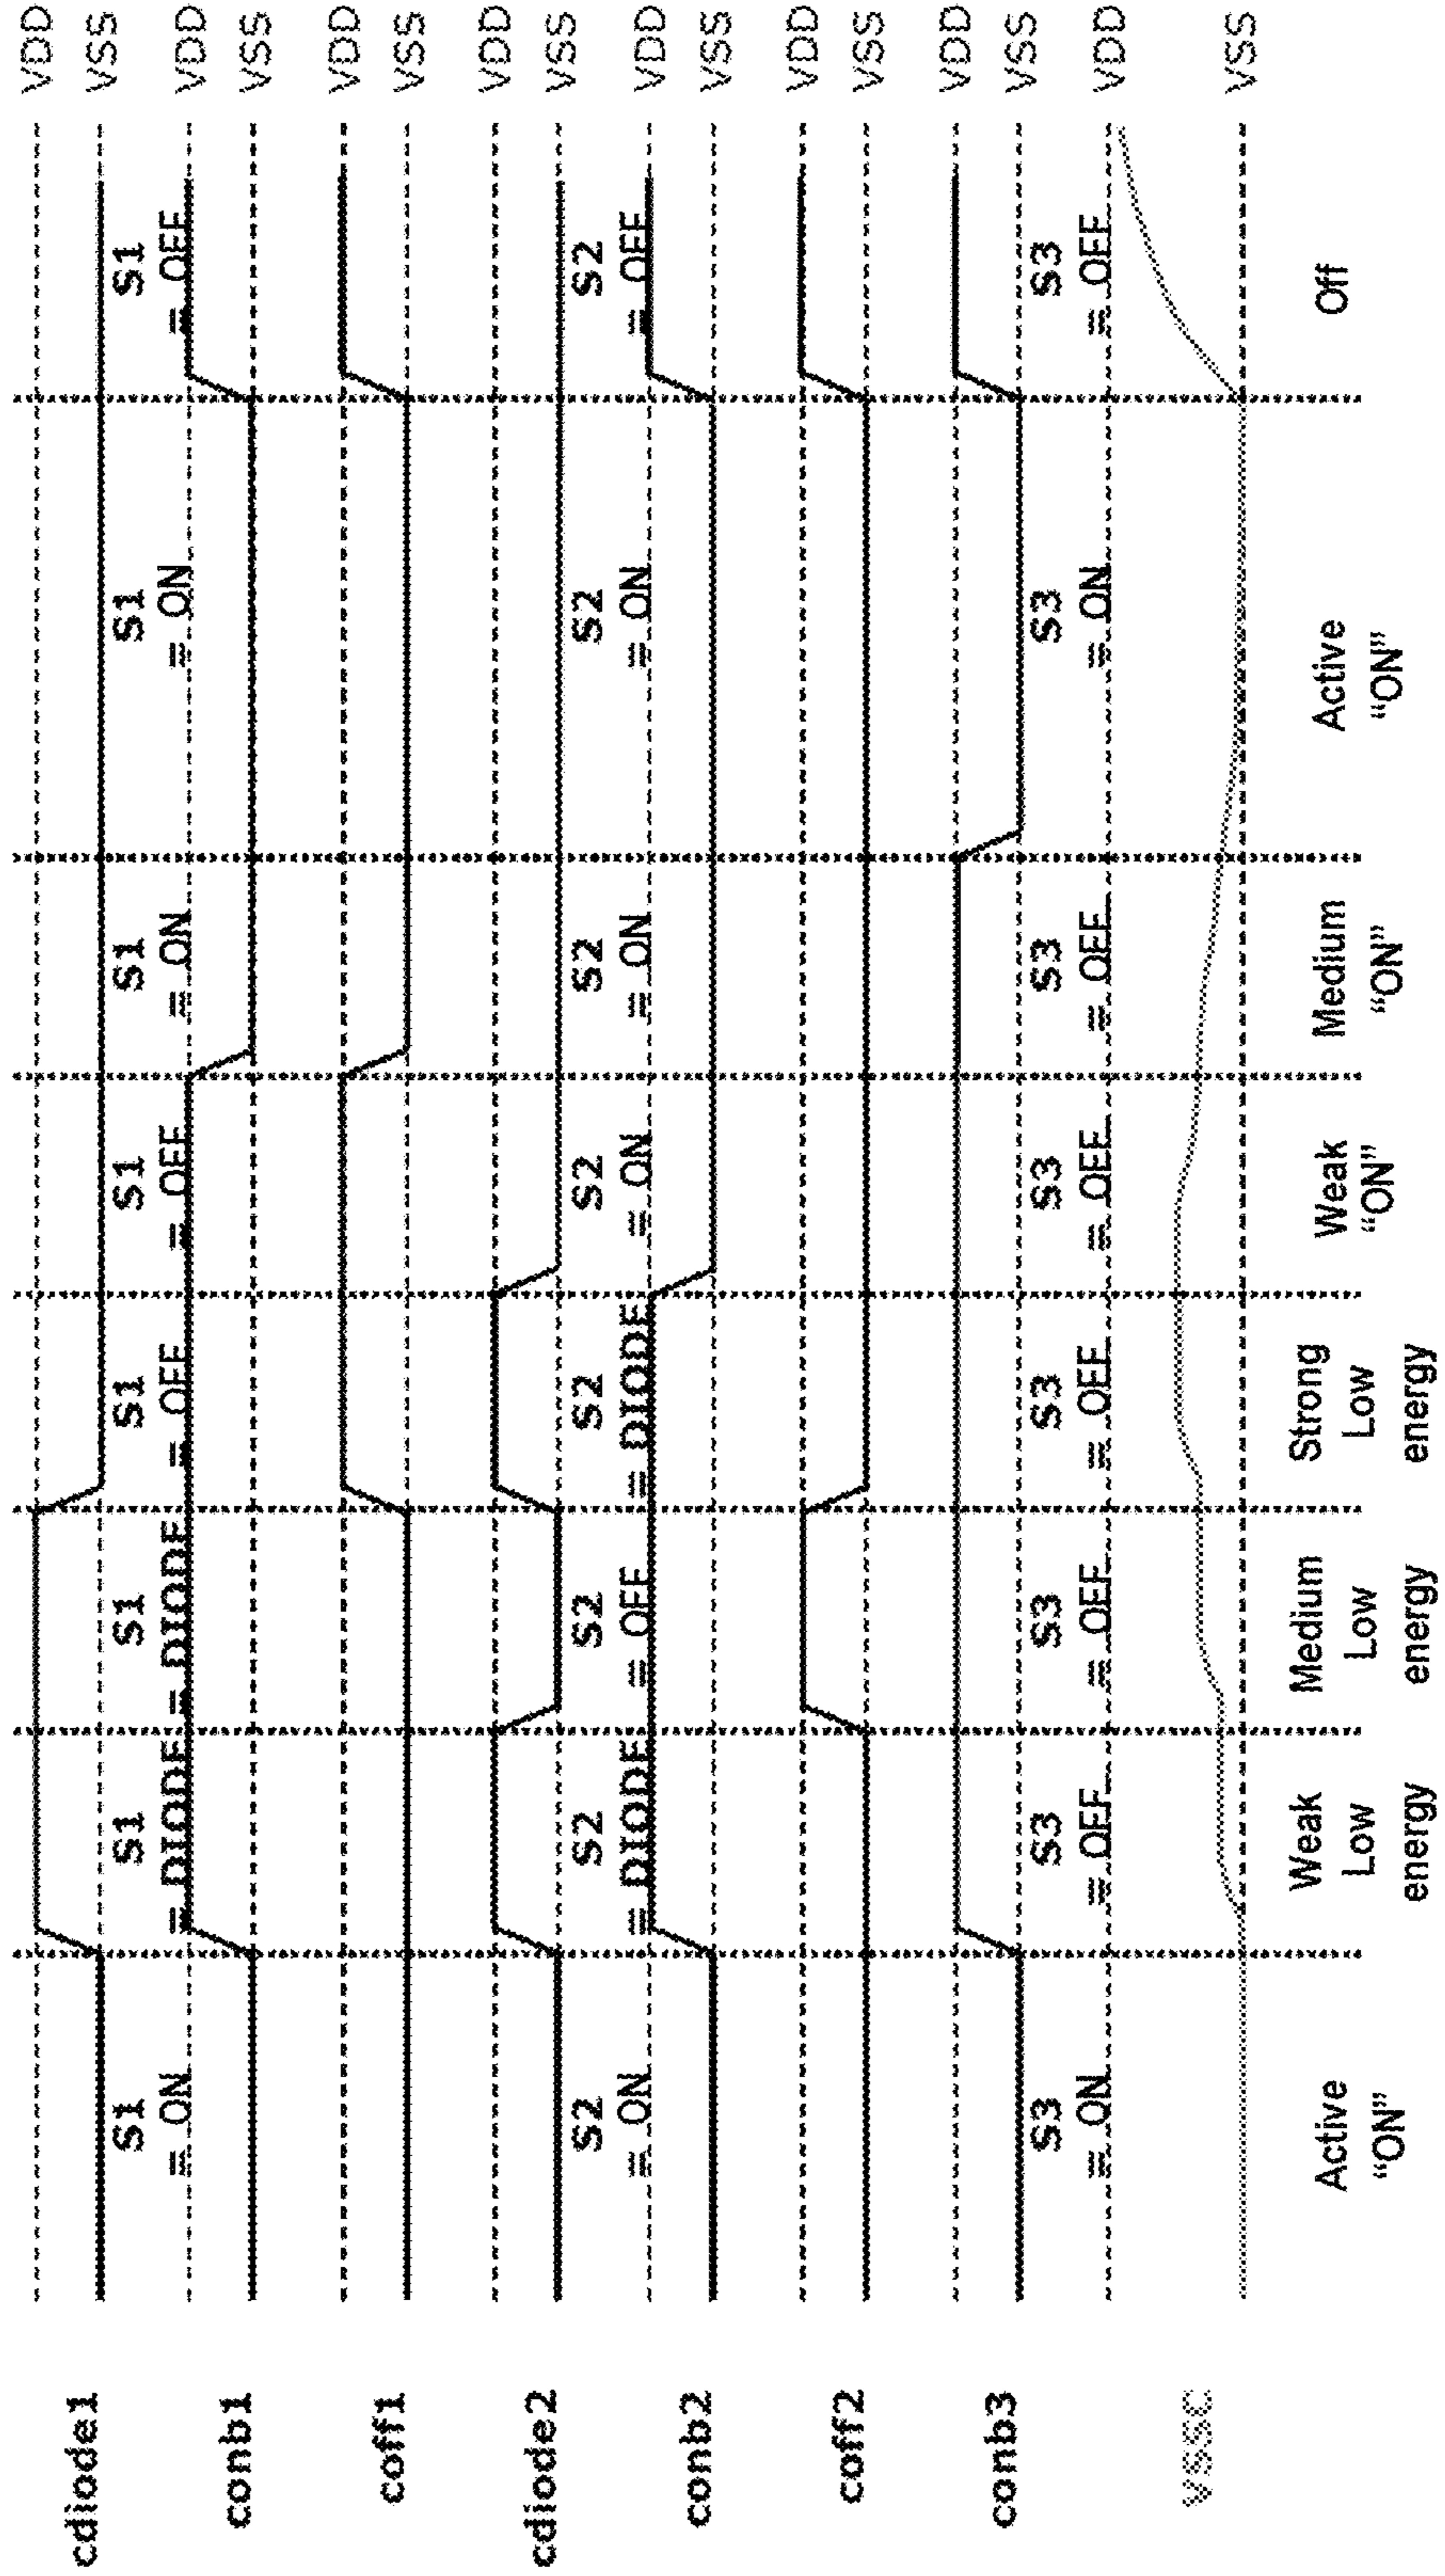 cdiode1
VDD
VSS
S1 S1 S1 S1 S1 S1 S1 S1
= ON = DIODE = DIODE = OFF = OFF = ON = ON = OFF
conb1
VDD
VSS
coff1
VDD
VSS
cdiode2
VDD
VSS
S2 S2 S2 S2 S2 S2 S2 S2
= ON = DIODE = OFF = DIODE = ON = ON = ON = OFF
conb2
VDD
VSS
coff2
VDD
VSS
conb3
VDD
VSS
S3 S3 S3 S3 S3 S3 S3 S3
= ON = OFF = OFF = OFF = OFF = OFF = ON = OFF
VDD
VSSC
VSS
Active
"ON"
Weak
Low
energy
Medium
Low
energy
Strong
Low
energy
Weak
"ON"
Medium
"ON"
Active
"ON"
Off